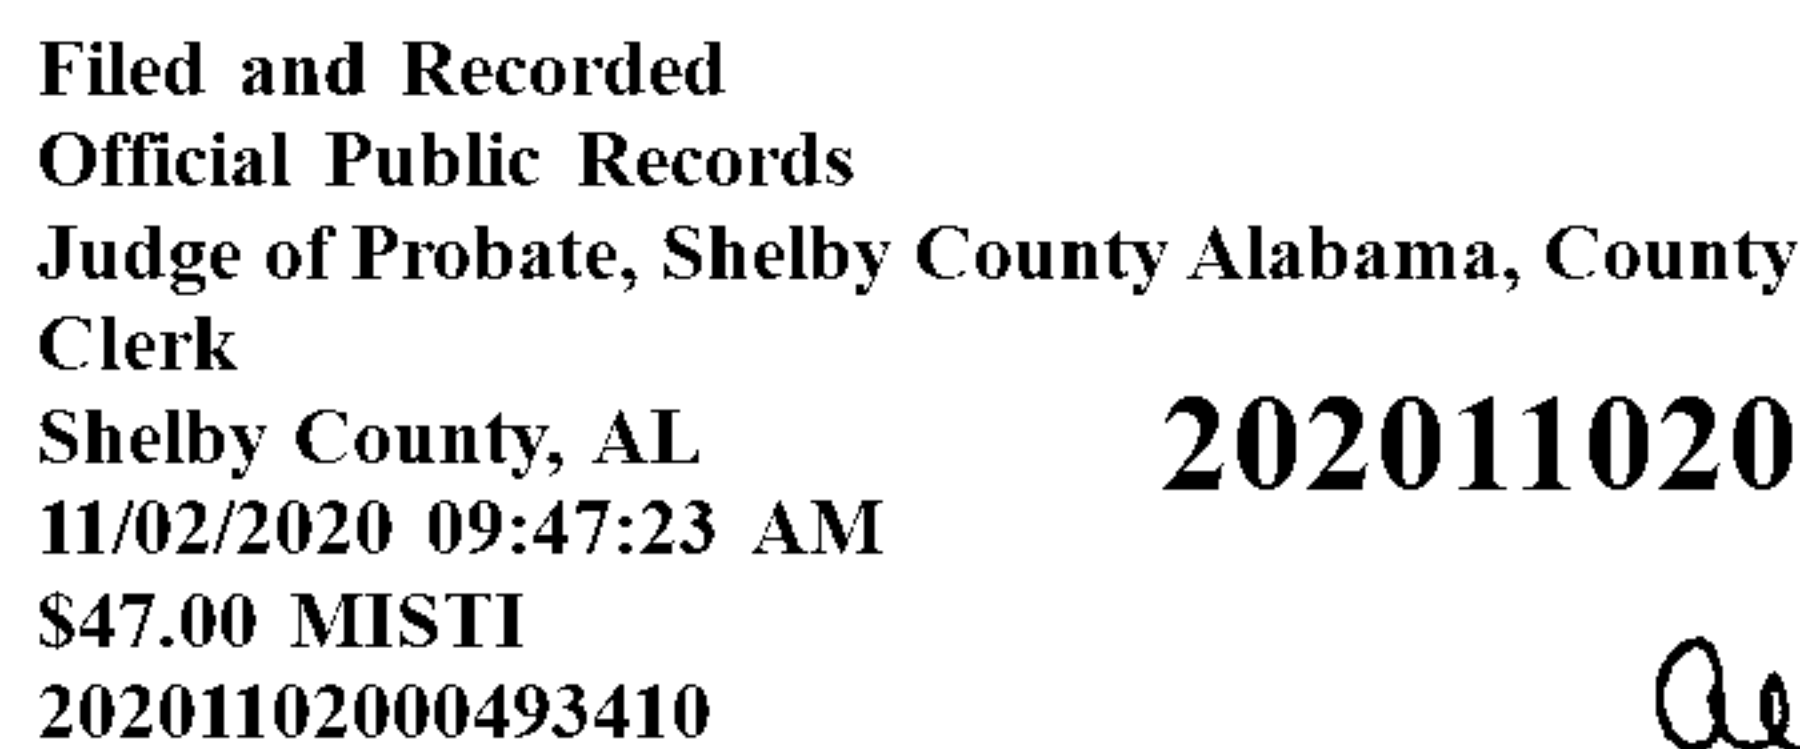 Filed and Recorded
Official Public Records
Judge of Probate, Shelby County Alabama, County
Clerk
Shelby County, AL
202011020
11/02/2020 09:47:23 AM
$47.00 MISTI
20201102000493410